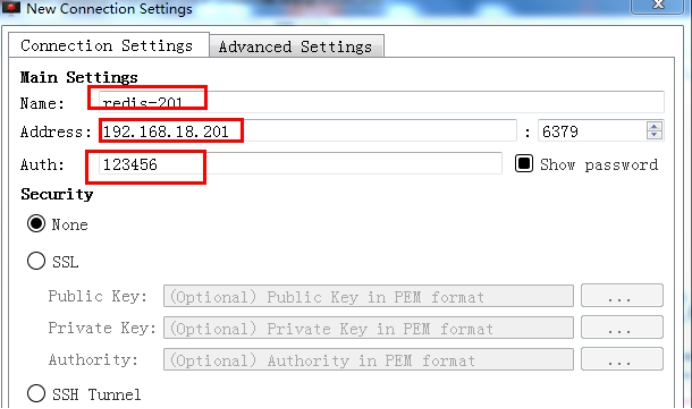 New Connection Settings
Connection Settings Advanced Settings
Main Settings
Name: redis-201
Address: 192.168.18.201 : 6379
Auth: 123456 Show password
Security
None
SSL
Public Key: (Optional) Public Key in PEM format ...
Private Key: (Optional) Private Key in PEM format ...
Authority: (Optional) Authority in PEM format ...
SSH Tunnel